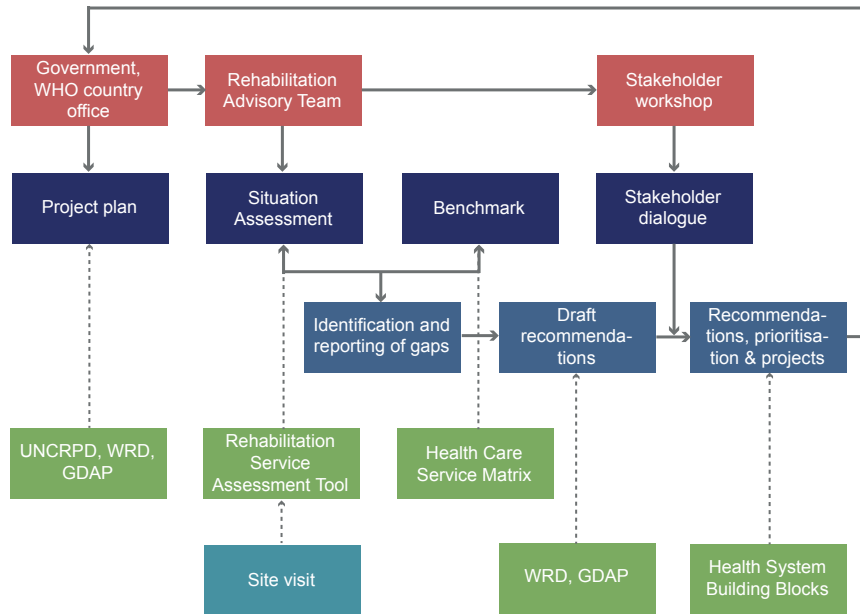 Government,
WHO country
office
Rehabilitation
Advisory Team
Stakeholder
workshop
Project plan
Situation
Assessment
Benchmark
Stakeholder
dialogue
Identification and
reporting of gaps
Draft
recommenda-
tions
Recommenda-
tions, prioritisa-
tion & projects
UNCRPD, WRD,
GDAP
Rehabilitation
Service
Assessment Tool
Health Care
Service Matrix
Site visit
WRD, GDAP
Health System
Building Blocks